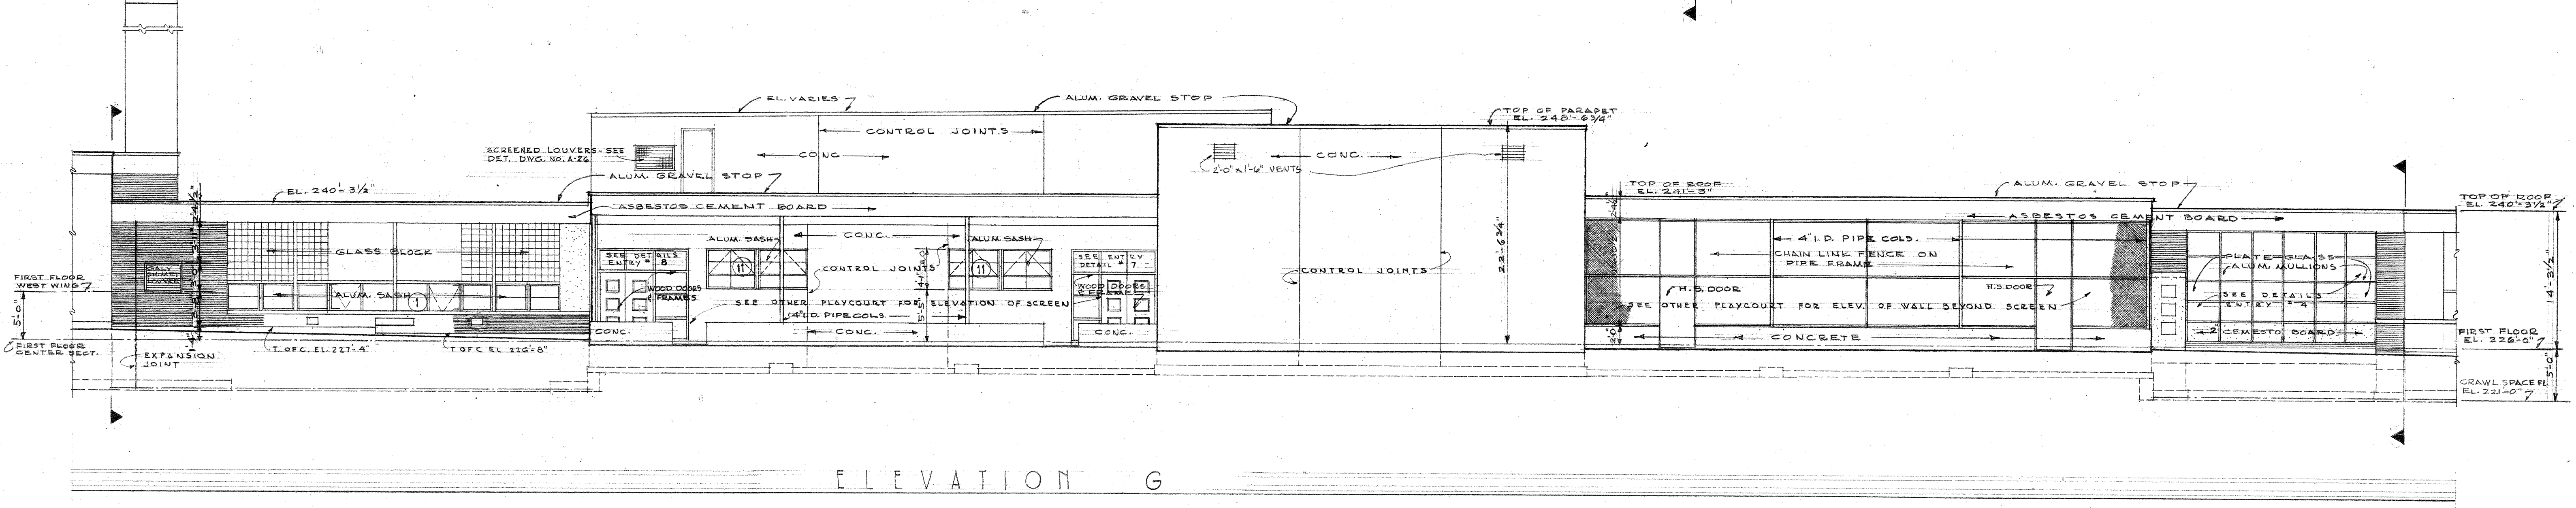 EL. VARIES
ALUM. GRAVEL STOP
TOP OF PARAPET
EL. 248'-6 3/4"
CONTROL JOINTS
SCREENED LOUVERS-SEE
DET. DWG. NO. A-26
CONC.
CONC.
2'-0" x 1'-6" VENTS
EL. 240'-3 1/2"
ALUM. GRAVEL STOP
ASBESTOS CEMENT BOARD
TOP OF ROOF
EL. 241'-3"
ALUM. GRAVEL STOP
TOP OF ROOF
EL. 240'-3 1/2"
ASBESTOS CEMENT BOARD
GLASS BLOCK
ALUM. SASH
CONC.
ALUM. SASH
SEE DETAILS
ENTRY # 8
11
11
SEE ENTRY
DETAIL # 7
CONTROL JOINTS
22'-6 3/4"
CONTROL JOINTS
4" I.D. PIPE COLS.
CHAIN LINK FENCE ON
PIPE FRAME
PLATE GLASS
ALUM. MULLIONS
14'-3 1/2"
FIRST FLOOR
WEST WING
5'-0"
ALUM. SASH
1
WOOD DOORS
& FRAMES
WOOD DOORS
& FRAMES
SEE OTHER PLAYCOURT FOR ELEVATION OF SCREEN
H.S. DOOR
H.S. DOOR
SEE OTHER PLAYCOURT FOR ELEV. OF WALL BEYOND SCREEN
SEE DETAILS
ENTRY # 4
4" I.D. PIPE COLS.
CONC.
CONC.
CONC.
2'-0"
CONCRETE
2" CEMESTO BOARD
FIRST FLOOR
EL. 226'-0"
FIRST FLOOR
CENTER SECT.
EXPANSION
JOINT
T. OF C. EL. 227'-4"
T. OF C. EL. 226'-8"
CRAWL SPACE FL.
EL. 221'-0"
5'-0"
ELEVATION G